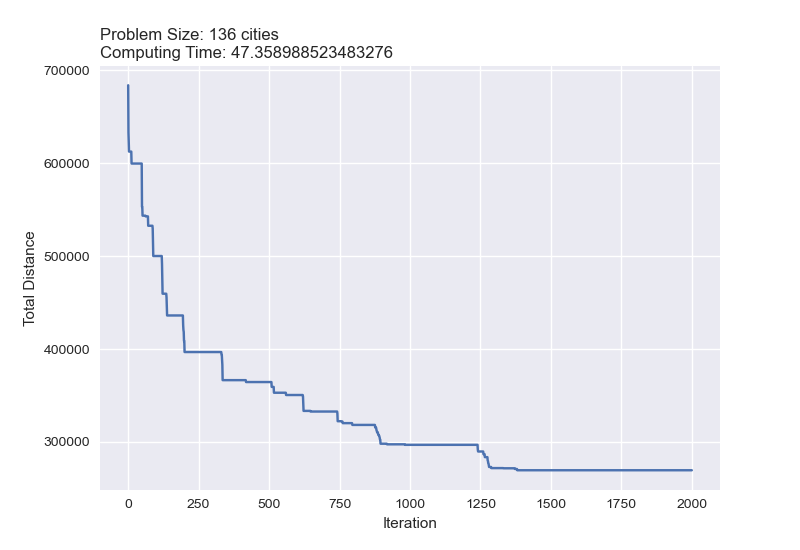 Problem Size: 136 cities
Computing Time: 47.358988523483276
700000
600000
500000
400000
300000
Total Distance
0 250 500 750 1000 1250 1500 1750 2000
Iteration